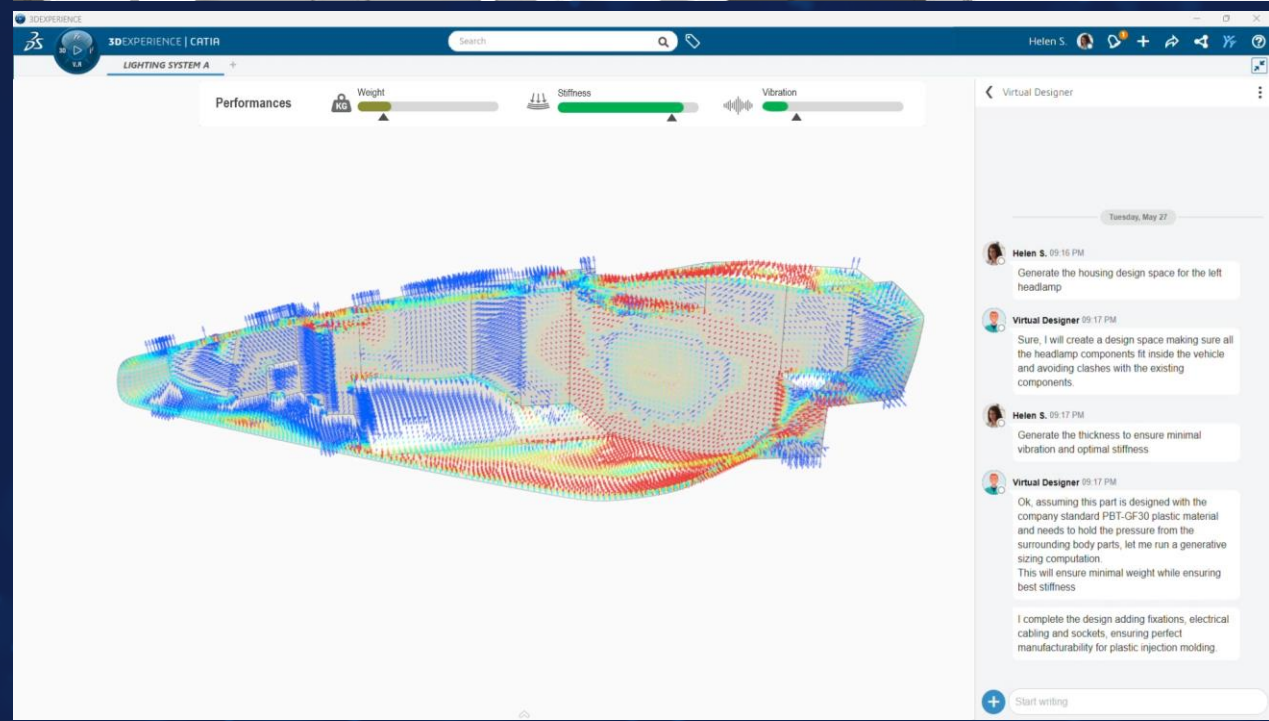 3DEXPERIENCE
3DEXPERIENCE | CATIA
Search
Helen S.
3D
V.R
1
LIGHTING SYSTEM A
+
Performances
KG
Weight
Stiffness
Vibration
Virtual Designer
Tuesday, May 27
Helen S. 09:16 PM
Generate the housing design space for the left
headlamp
Virtual Designer 09:17 PM
Sure, I will create a design space making sure all
the headlamp components fit inside the vehicle
and avoiding clashes with the existing
components.
Helen S. 09:17 PM
Generate the thickness to ensure minimal
vibration and optimal stiffness
Virtual Designer 09:17 PM
Ok, assuming this part is designed with the
company standard PBT-GF30 plastic material
and needs to hold the pressure from the
surrounding body parts, let me run a generative
sizing computation.
This will ensure minimal weight while ensuring
best stiffness
I complete the design adding fixations, electrical
cabling and sockets, ensuring perfect
manufacturability for plastic injection molding.
Start writing